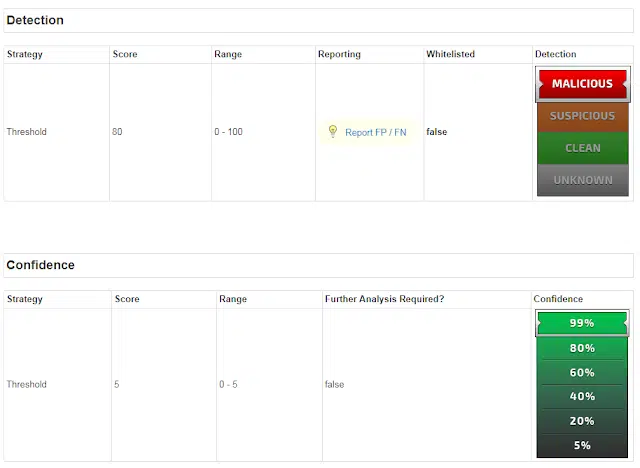 Detection
Strategy Score Range Reporting Whitelisted Detection
MALICIOUS
SUSPICIOUS
Threshold 80 0 - 100 Report FP / FN false
CLEAN
UNKNOWN
Confidence
Strategy Score Range Further Analysis Required? Confidence
99%
80%
60%
Threshold 5 0 - 5 false
40%
20%
5%